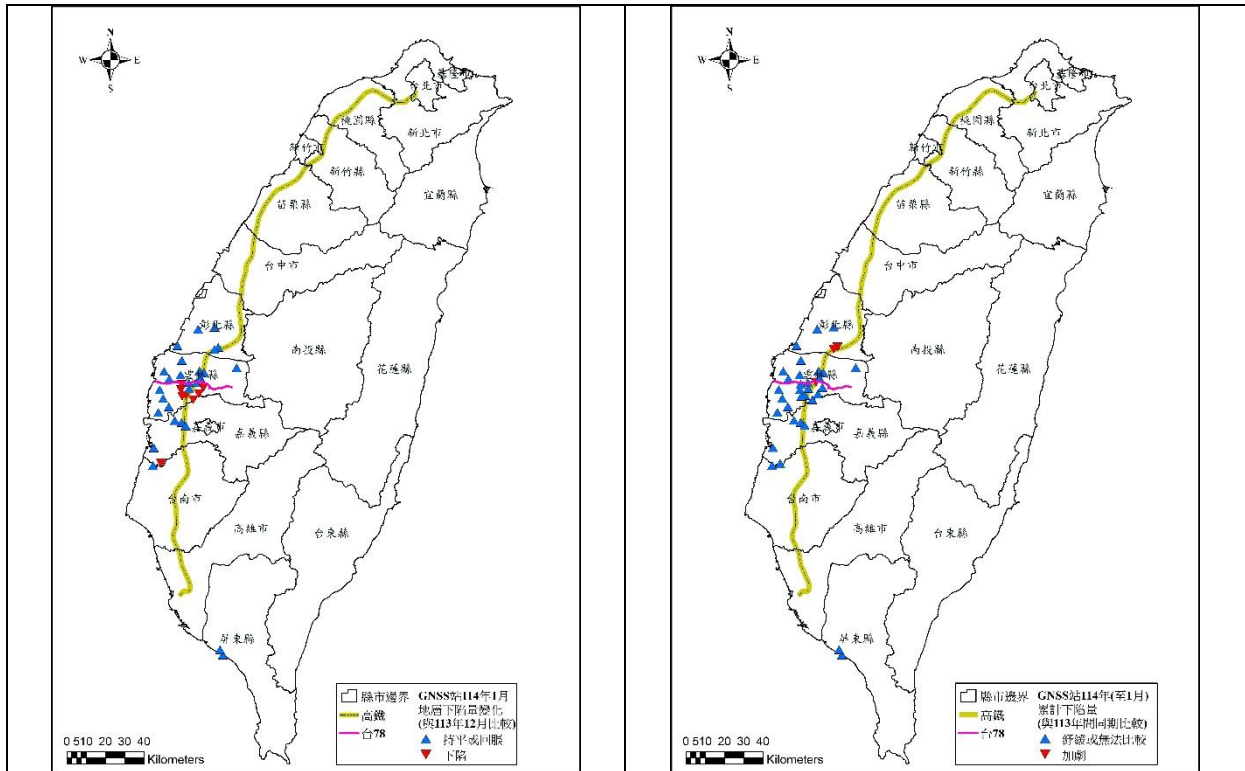 N
W E
S
基隆市
台北市
桃園縣
新北市
新竹市
新竹縣
宜蘭縣
苗栗縣
台中市
彰化縣
南投縣
花蓮縣
雲林縣
嘉義市
嘉義縣
台南市
高雄市
台東縣
屏東縣
縣市邊界
高鐵
台78
GNSS站114年1月
地層下陷量變化
(與113年12月比較)
持平或回脹
下陷
0 5 10 20 30 40
Kilometers
N
W E
S
基隆市
台北市
桃園縣
新北市
新竹市
新竹縣
宜蘭縣
苗栗縣
台中市
彰化縣
南投縣
花蓮縣
雲林縣
嘉義市
嘉義縣
台南市
高雄市
台東縣
屏東縣
縣市邊界
高鐵
台78
GNSS站114年(至1月)
累計下陷量
(與113年間同期比較)
舒緩或無法比較
加劇
0 5 10 20 30 40
Kilometers